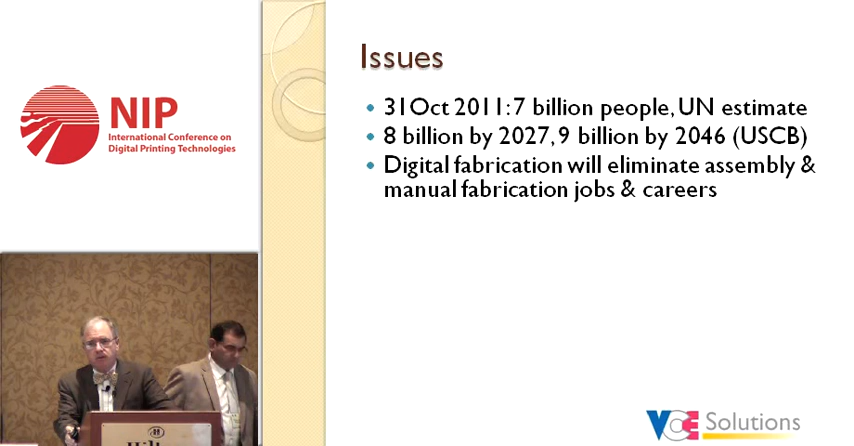 NIP
International Conference on
Digital Printing Technologies
Issues
31Oct 2011: 7 billion people, UN estimate
8 billion by 2027, 9 billion by 2046 (USCB)
Digital fabrication will eliminate assembly &
manual fabrication jobs & careers
H
VCE Solutions